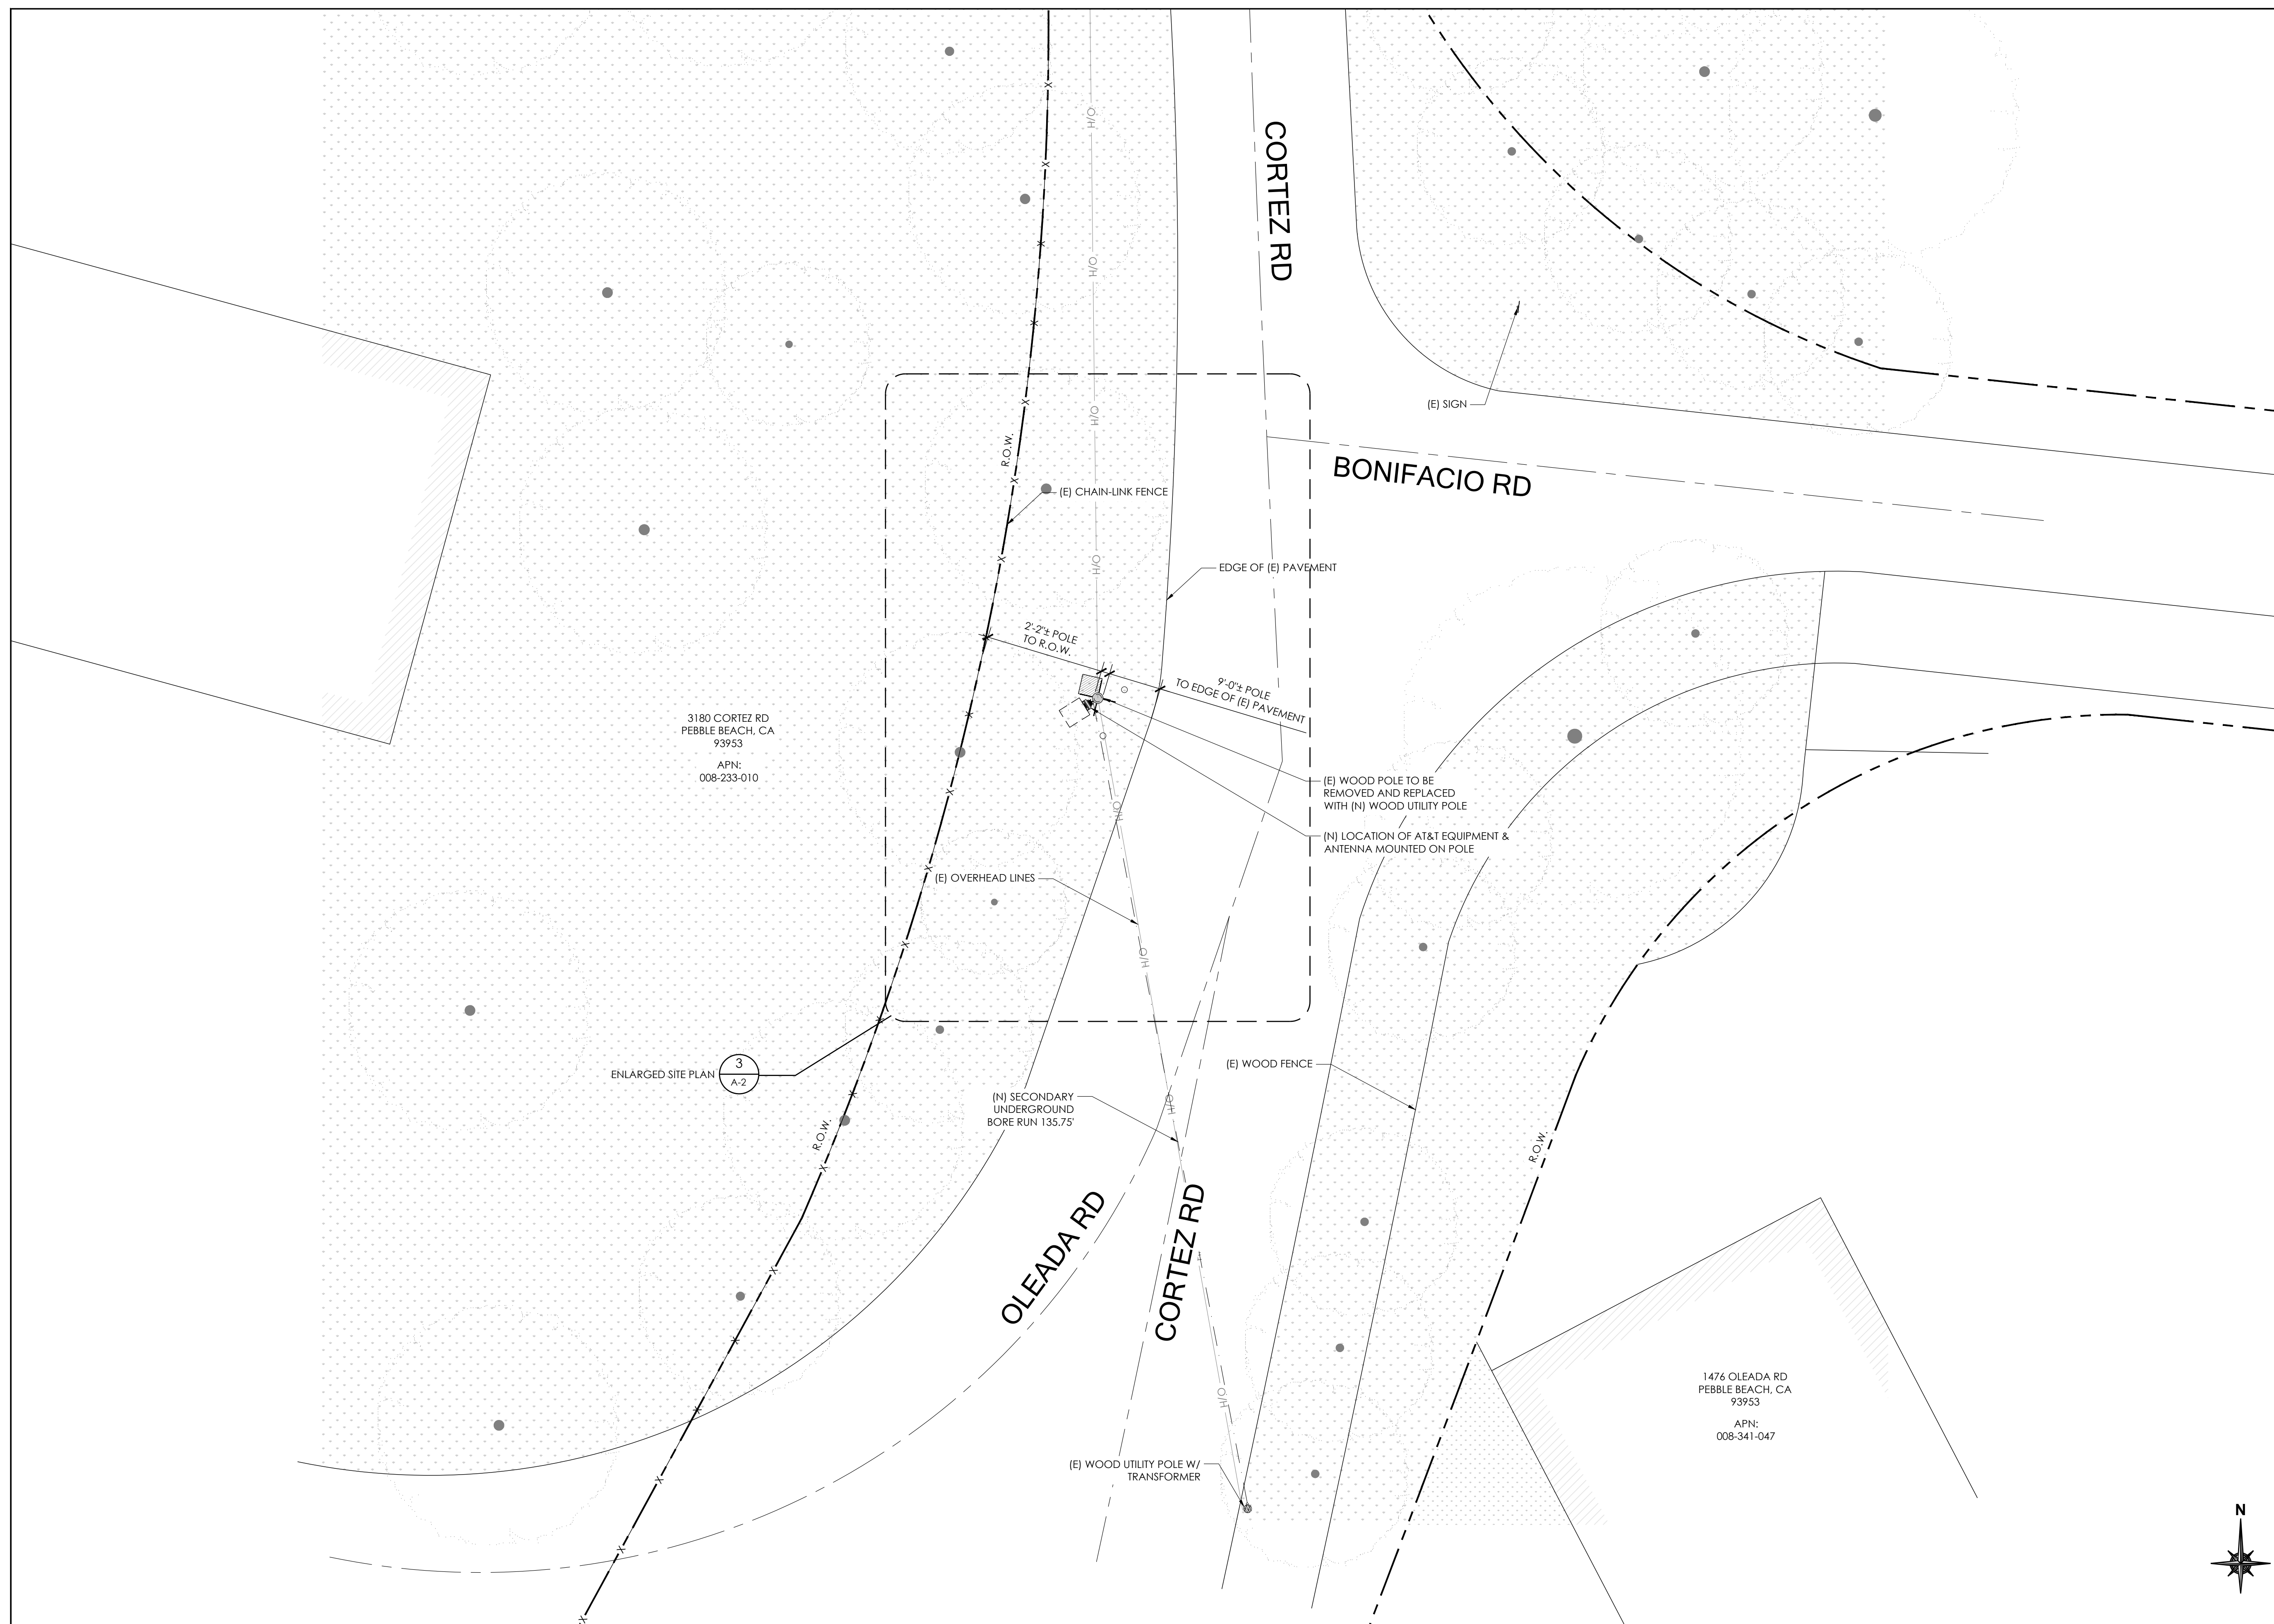 CORTEZ RD
O/H
O/H
O/H
O/H
(E) SIGN
R.O.W.
(E) CHAIN-LINK FENCE
BONIFACIO RD
EDGE OF (E) PAVEMENT
2'-2"± POLE
TO R.O.W.
9'-0"± POLE
TO EDGE OF (E) PAVEMENT
3180 CORTEZ RD
PEBBLE BEACH, CA
93953
APN:
008-233-010
(E) WOOD POLE TO BE
REMOVED AND REPLACED
WITH (N) WOOD UTILITY POLE
(N) LOCATION OF AT&T EQUIPMENT &
ANTENNA MOUNTED ON POLE
O/H
(E) OVERHEAD LINES
O/H
ENLARGED SITE PLAN
3
A-2
(E) WOOD FENCE
(N) SECONDARY
UNDERGROUND
BORE RUN 135.75'
O/H
R.O.W.
R.O.W.
OLEADA RD
CORTEZ RD
O/H
1476 OLEADA RD
PEBBLE BEACH, CA
93953
APN:
008-341-047
(E) WOOD UTILITY POLE W/
TRANSFORMER
N